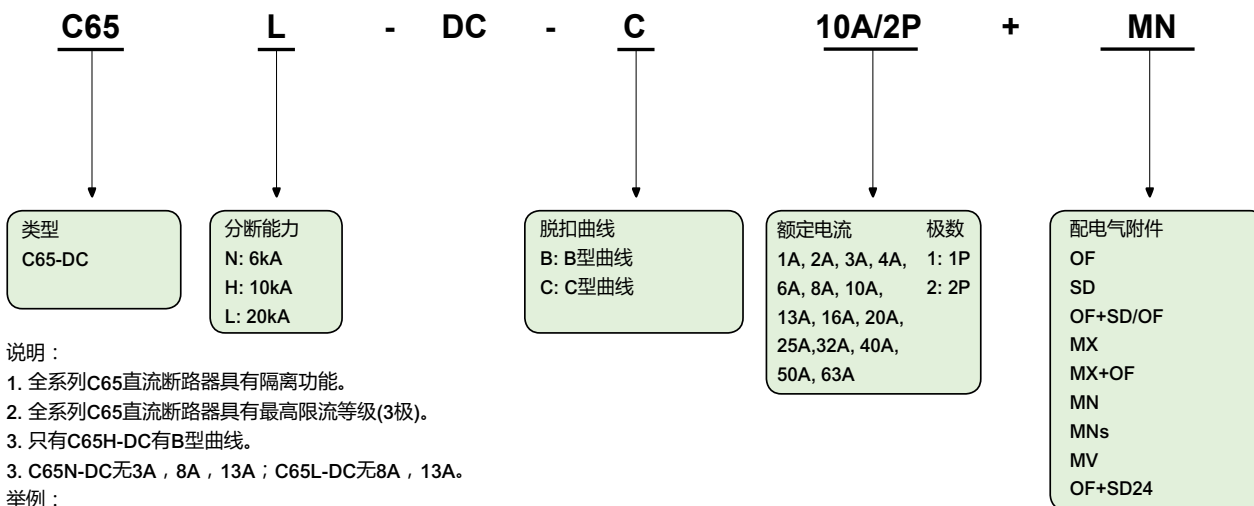 C65 L - DC - C 10A/2P + MN
类型
C65-DC
分断能力
N: 6kA
H: 10kA
L: 20kA
脱扣曲线
B: B型曲线
C: C型曲线
额定电流 极数
1A, 2A, 3A, 4A, 1: 1P
6A, 8A, 10A, 2: 2P
13A, 16A, 20A,
25A,32A, 40A,
50A, 63A
配电气附件
OF
SD
OF+SD/OF
MX
MX+OF
MN
MNs
MV
OF+SD24
说明：
1. 全系列C65直流断路器具有隔离功能。
2. 全系列C65直流断路器具有最高限流等级(3极)。
3. 只有C65H-DC有B型曲线。
3. C65N-DC无3A，8A，13A；C65L-DC无8A，13A。
举例：